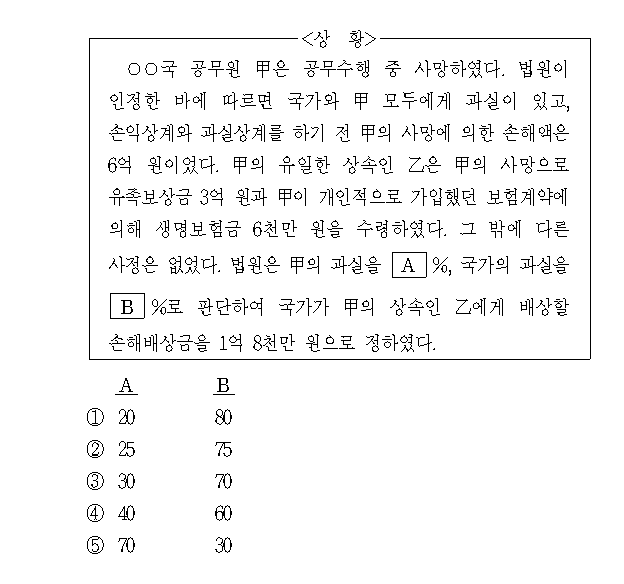 <상 황>
○○국 공무원 甲은 공무수행 중 사망하였다. 법원이
인정한 바에 따르면 국가와 甲 모두에게 과실이 있고,
손익상계와 과실상계를 하기 전 甲의 사망에 의한 손해액은
6억 원이었다. 甲의 유일한 상속인 乙은 甲의 사망으로
유족보상금 3억 원과 甲이 개인적으로 가입했던 보험계약에
의해 생명보험금 6천만 원을 수령하였다. 그 밖에 다른
사정은 없었다. 법원은 甲의 과실을 A %, 국가의 과실을
B %로 판단하여 국가가 甲의 상속인 乙에게 배상할
손해배상금을 1억 8천만 원으로 정하였다.
A B
① 20 80
② 25 75
③ 30 70
④ 40 60
⑤ 70 30